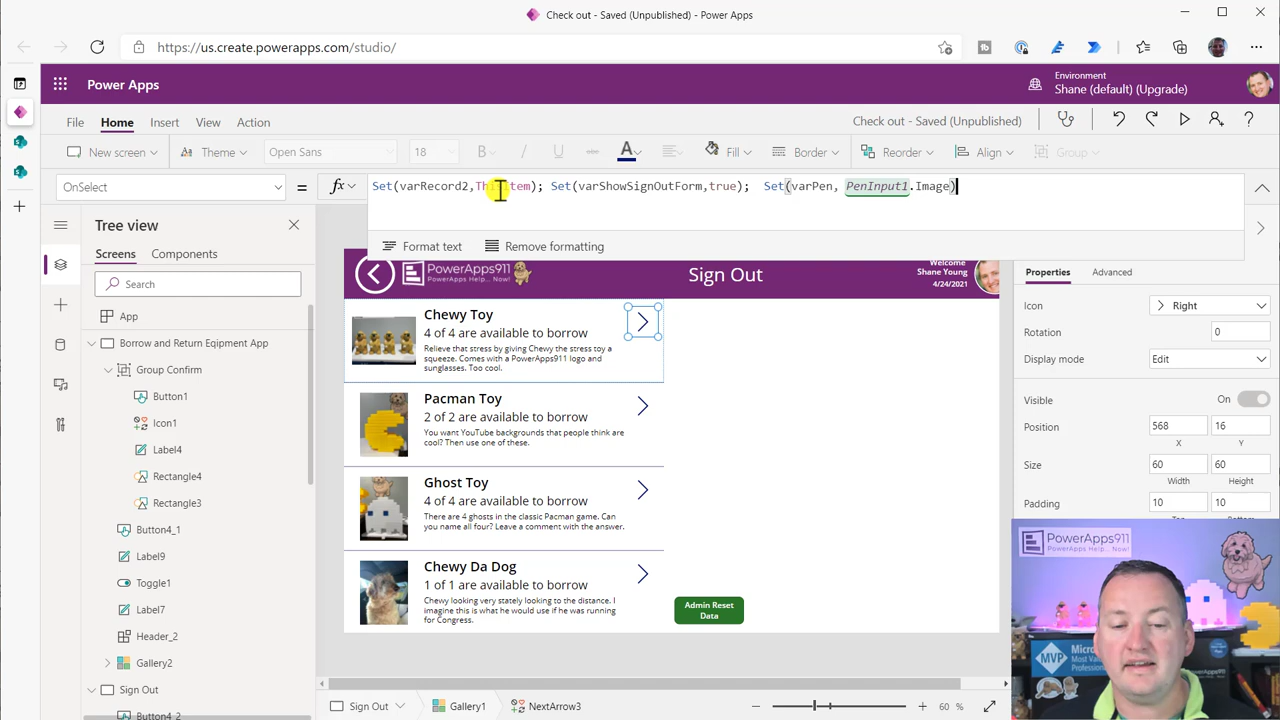 Check out - Saved (Unpublished) - Power Apps
https://us.create.powerapps.com/studio/
Power Apps
Environment
Shane (default) (Upgrade)
File Home Insert View Action
Check out - Saved (Unpublished)
New screen Theme Open Sans 18 B A Fill Border Reorder Align Group
OnSelect = fx Set(varRecord2,ThisItem); Set(varShowSignOutForm,true); Set(varPen, PenInput1.Image)
Format text Remove formatting
Tree view
Screens Components
Search
App
Borrow and Return Eqipment App
Group Confirm
Button1
Icon1
Label4
Rectangle4
Rectangle3
Button4_1
Label9
Toggle1
Label7
Header_2
Gallery2
Sign Out
Button4_2
PowerApps911
PowerApps Help... Now!
Sign Out
Welcome
Shane Young
4/24/2021
Chewy Toy
4 of 4 are available to borrow
Relieve that stress by giving Chewy the stress toy a
squeeze. Comes with a PowerApps911 logo and
sunglasses. Too cool.
Pacman Toy
2 of 2 are available to borrow
You want YouTube backgrounds that people think are
cool? Then use one of these.
Ghost Toy
4 of 4 are available to borrow
There are 4 ghosts in the classic Pacman game. Can
you name all four? Leave a comment with the answer.
Chewy Da Dog
1 of 1 are available to borrow
Chewy looking very stately looking to the distance. I
imagine this is what he would use if he was running
for Congress.
Admin Reset
Data
Properties Advanced
Icon Right
Rotation 0
Display mode Edit
Visible On
Position 568 16
X Y
Size 60 60
Width Height
Padding 10 10
PowerApps911
PowerApps Help... Now!
Microsoft
MVP
Most Valuable
Sign Out Gallery1 NextArrow3
60 %